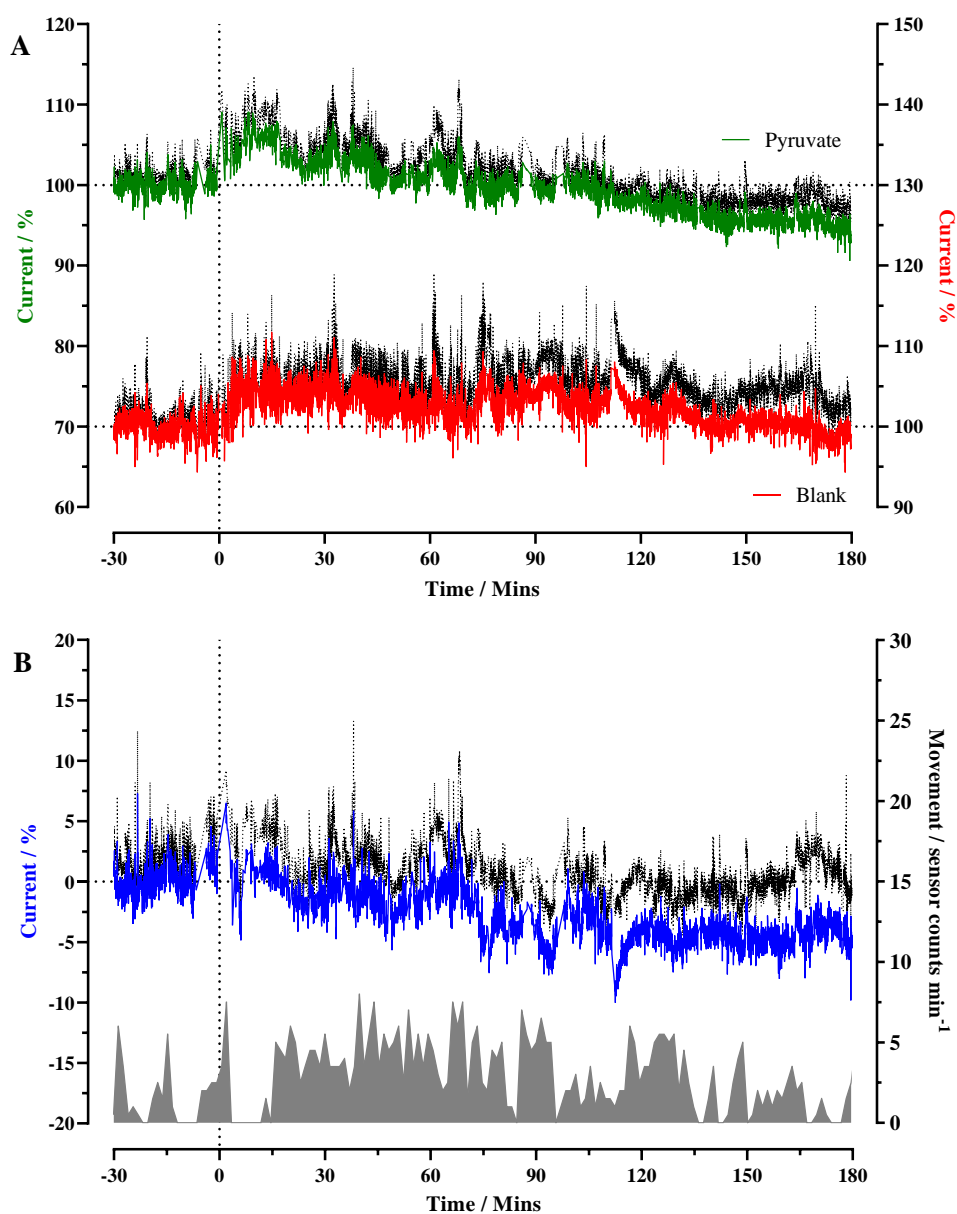 A
120
110
100
90
80
70
60
Current / %
150
140
130
120
110
100
90
Current / %
Pyruvate
Blank
-30 0 30 60 90 120 150 180
Time / Mins
B
20
15
10
5
0
-5
-10
-15
-20
Current / %
30
25
20
15
10
5
0
Movement / sensor counts min⁻¹
-30 0 30 60 90 120 150 180
Time / Mins